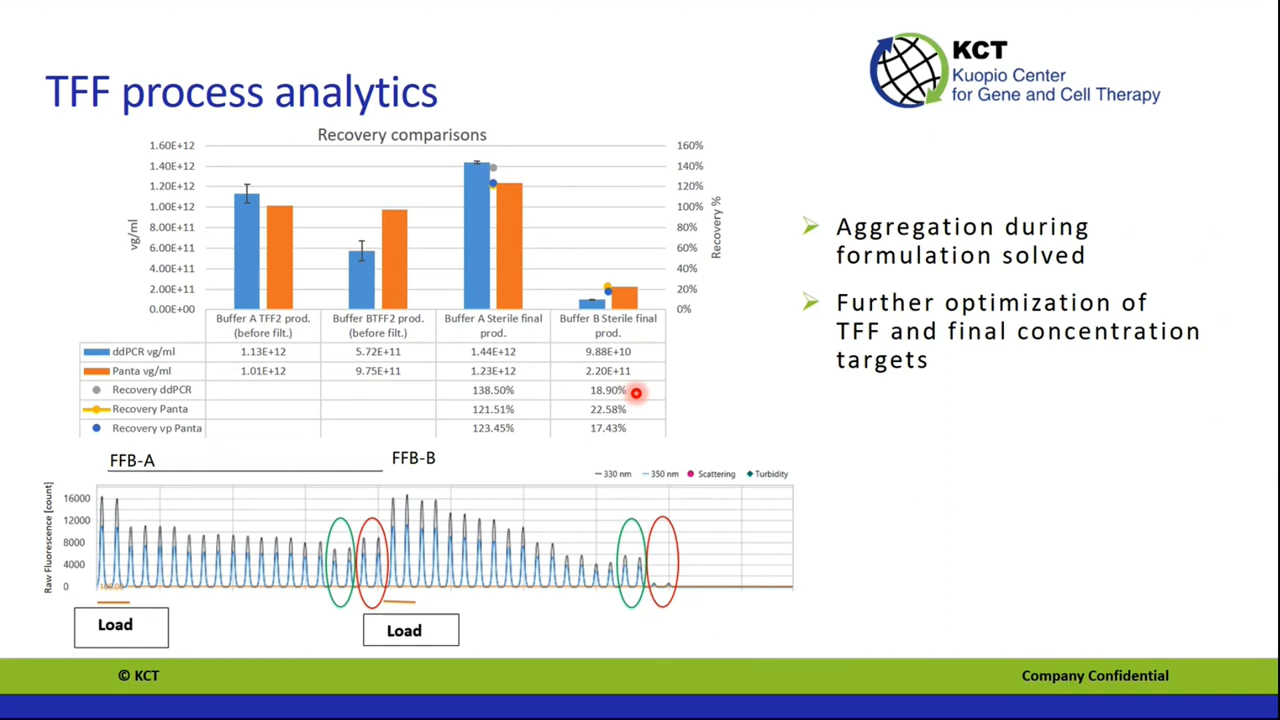 KCT
Kuopio Center
for Gene and Cell Therapy
TFF process analytics
Recovery comparisons
1.60E+12
1.40E+12
1.20E+12
1.00E+12
8.00E+11
6.00E+11
4.00E+11
2.00E+11
0.00E+00
vg/ml
160%
140%
120%
100%
80%
60%
40%
20%
0%
Recovery %
Buffer A TFF2 prod. (before filt.)
Buffer BTFF2 prod. (before filt.)
Buffer A Sterile final prod.
Buffer B Sterile final prod.
ddPCR vg/ml 1.13E+12 5.72E+11 1.44E+12 9.88E+10
Panta vg/ml 1.01E+12 9.75E+11 1.23E+12 2.20E+11
Recovery ddPCR 138.50% 18.90%
Recovery Panta 121.51% 22.58%
Recovery vp Panta 123.45% 17.43%
Aggregation during
formulation solved
Further optimization of
TFF and final concentration
targets
FFB-A
FFB-B
330 nm 350 nm Scattering Turbidity
Raw Fluorescence [count]
16000
12000
8000
4000
0
Load
Load
© KCT
Company Confidential